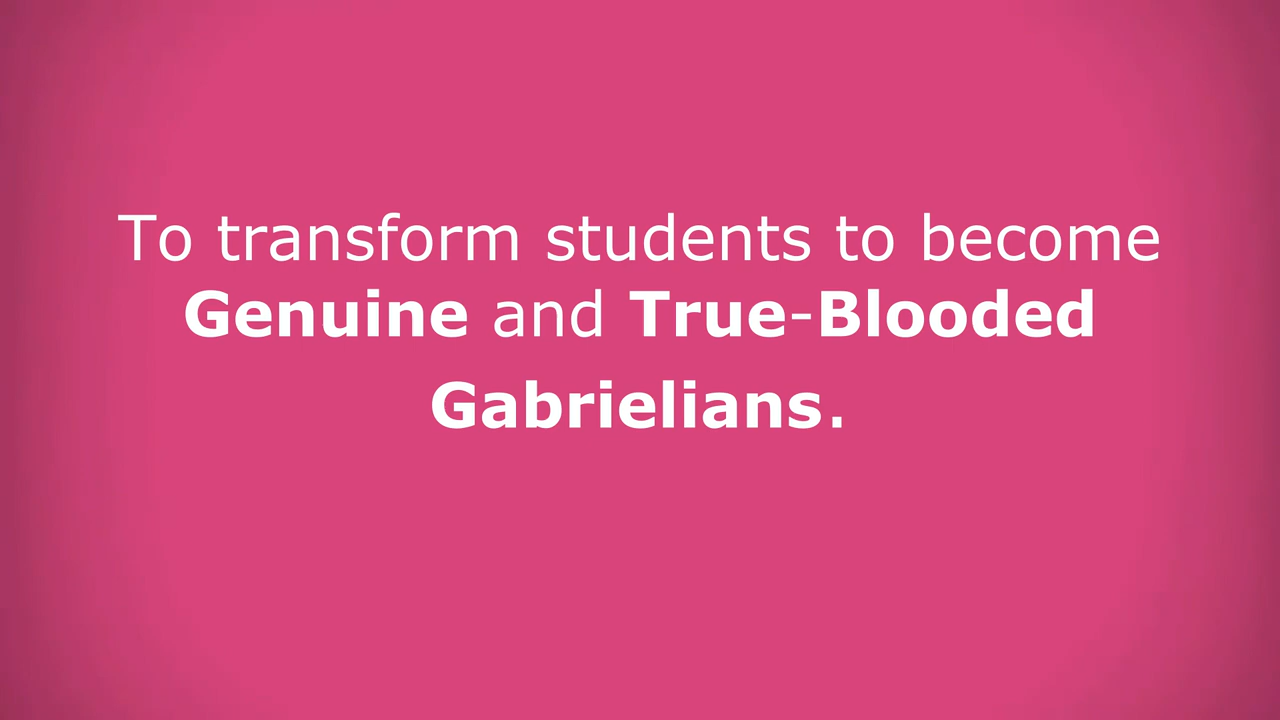 To transform students to become
Genuine and True-Blooded
Gabrielians.